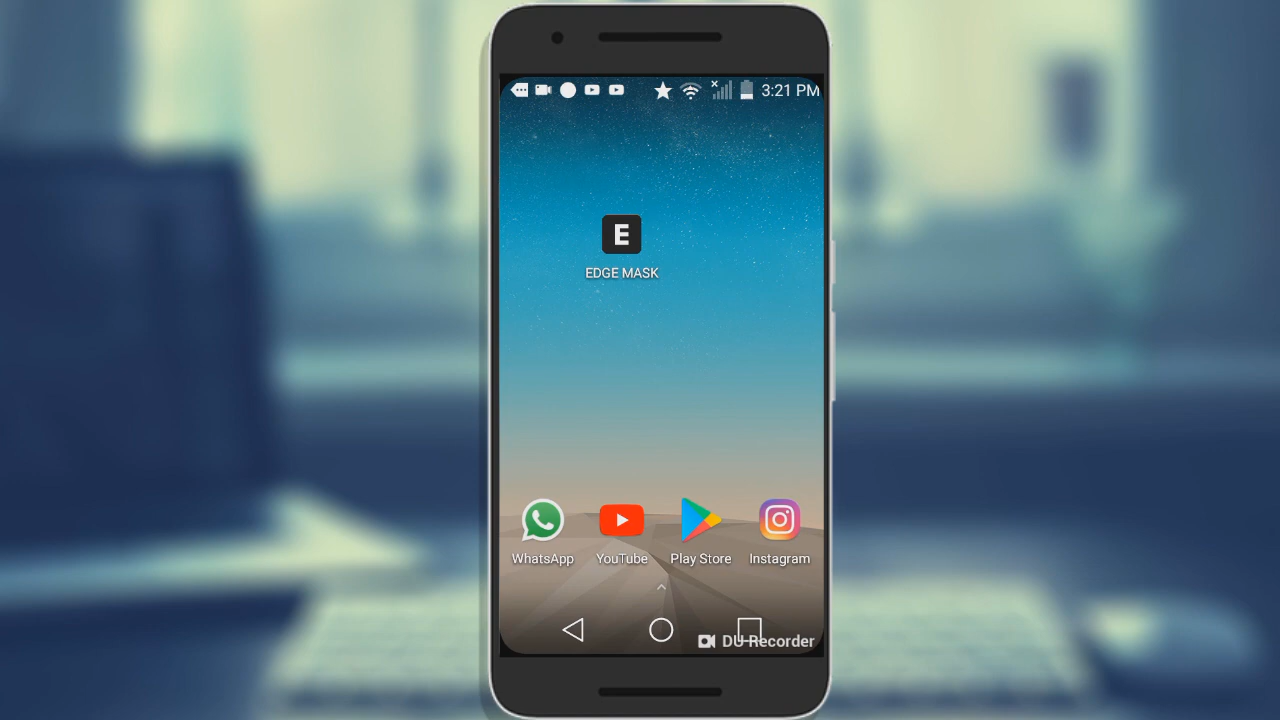 3:21 PM
E
EDGE MASK
WhatsApp
YouTube
Play Store
Instagram
DU Recorder